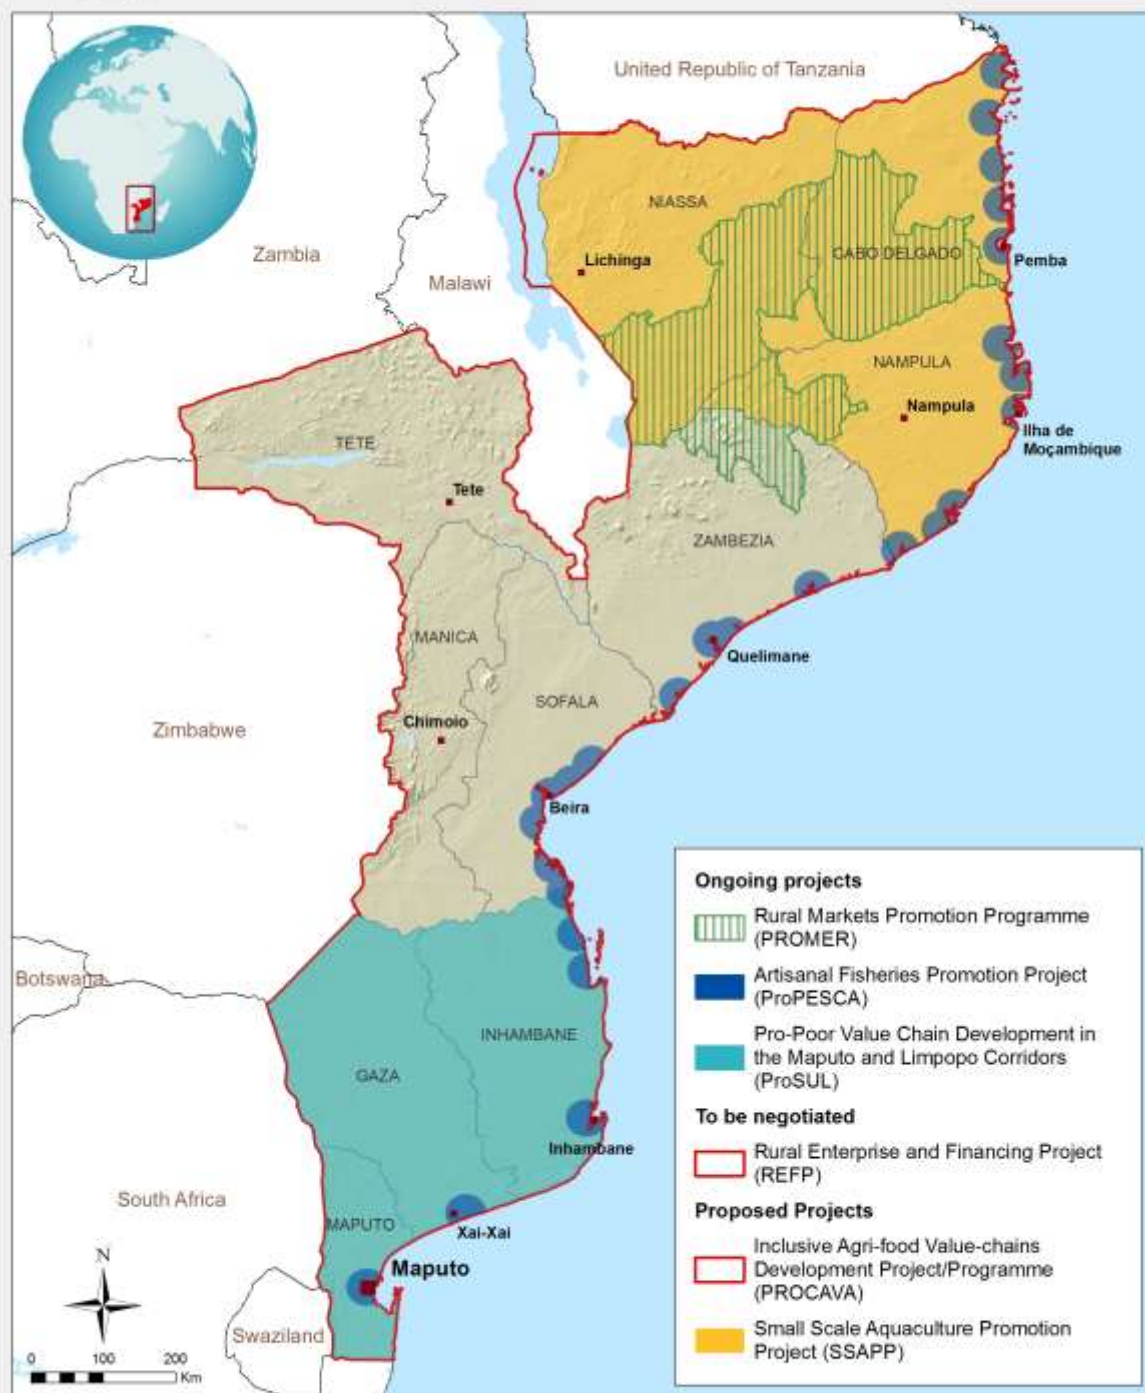 United Republic of Tanzania
NIASSA
Zambia
CABO DELGADO
Lichinga
Pemba
Malawi
NAMPULA
Nampula
Ilha de
Moçambique
TETE
Tete
ZAMBEZIA
MANICA
Quelimane
SOFALA
Chimoio
Zimbabwe
Beira
Botswana
INHAMBANE
GAZA
Inhambane
South Africa
MAPUTO
Xai-Xai
N
Maputo
Swaziland
0 100 200
Km
Ongoing projects
Rural Markets Promotion Programme
(PROMER)
Artisanal Fisheries Promotion Project
(ProPESCA)
Pro-Poor Value Chain Development in
the Maputo and Limpopo Corridors
(ProSUL)
To be negotiated
Rural Enterprise and Financing Project
(REFP)
Proposed Projects
Inclusive Agri-food Value-chains
Development Project/Programme
(PROCAVA)
Small Scale Aquaculture Promotion
Project (SSAPP)